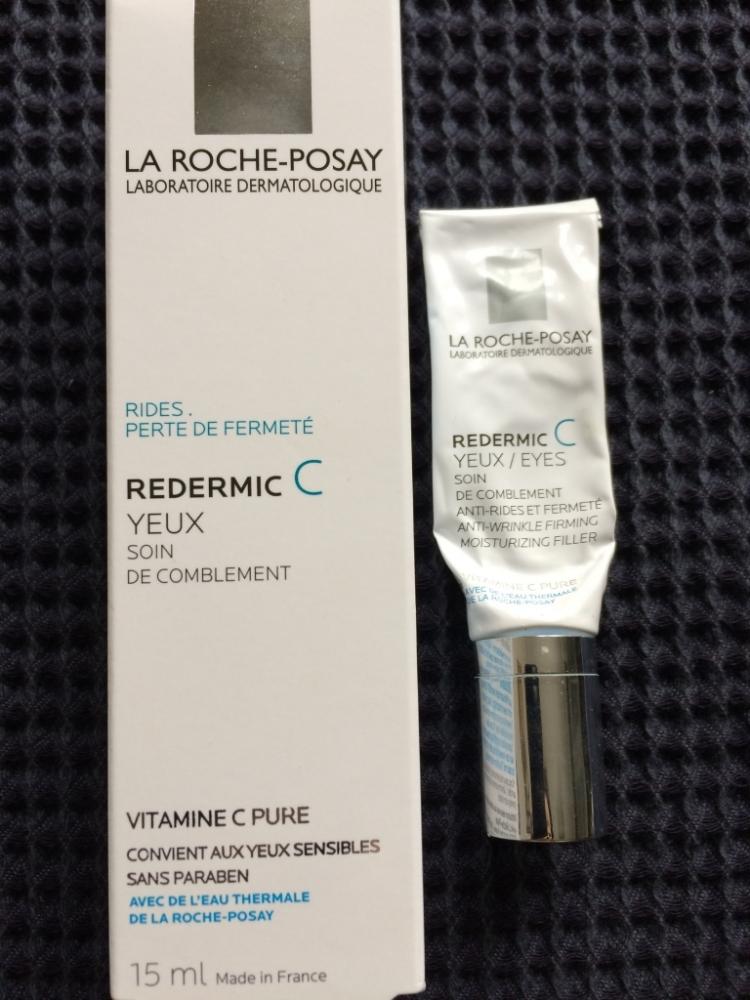 LA ROCHE-POSAY
LABORATOIRE DERMATOLOGIQUE
RIDES.
PERTE DE FERMETÉ
REDERMIC C
YEUX
SOIN
DE COMBLEMENT
VITAMINE C PURE
CONVIENT AUX YEUX SENSIBLES
SANS PARABEN
AVEC DE L'EAU THERMALE
DE LA ROCHE-POSAY
15 ml Made in France
LA ROCHE-POSAY
LABORATOIRE DERMATOLOGIQUE
REDERMIC C
YEUX / EYES
SOIN
DE COMBLEMENT
ANTI-RIDES ET FERMETÉ
ANTI-WRINKLE FIRMING
MOISTURIZING FILLER
VITAMINE C PURE
AVEC DE L'EAU THERMALE
DE LA ROCHE-POSAY